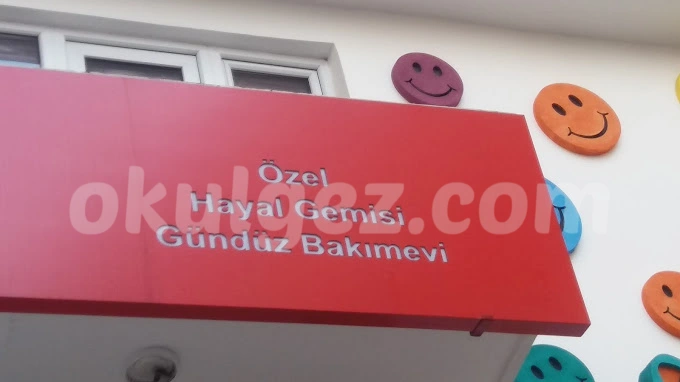 Özel
Hayal Gemisi
Gündüz Bakımevi
okulgez.com